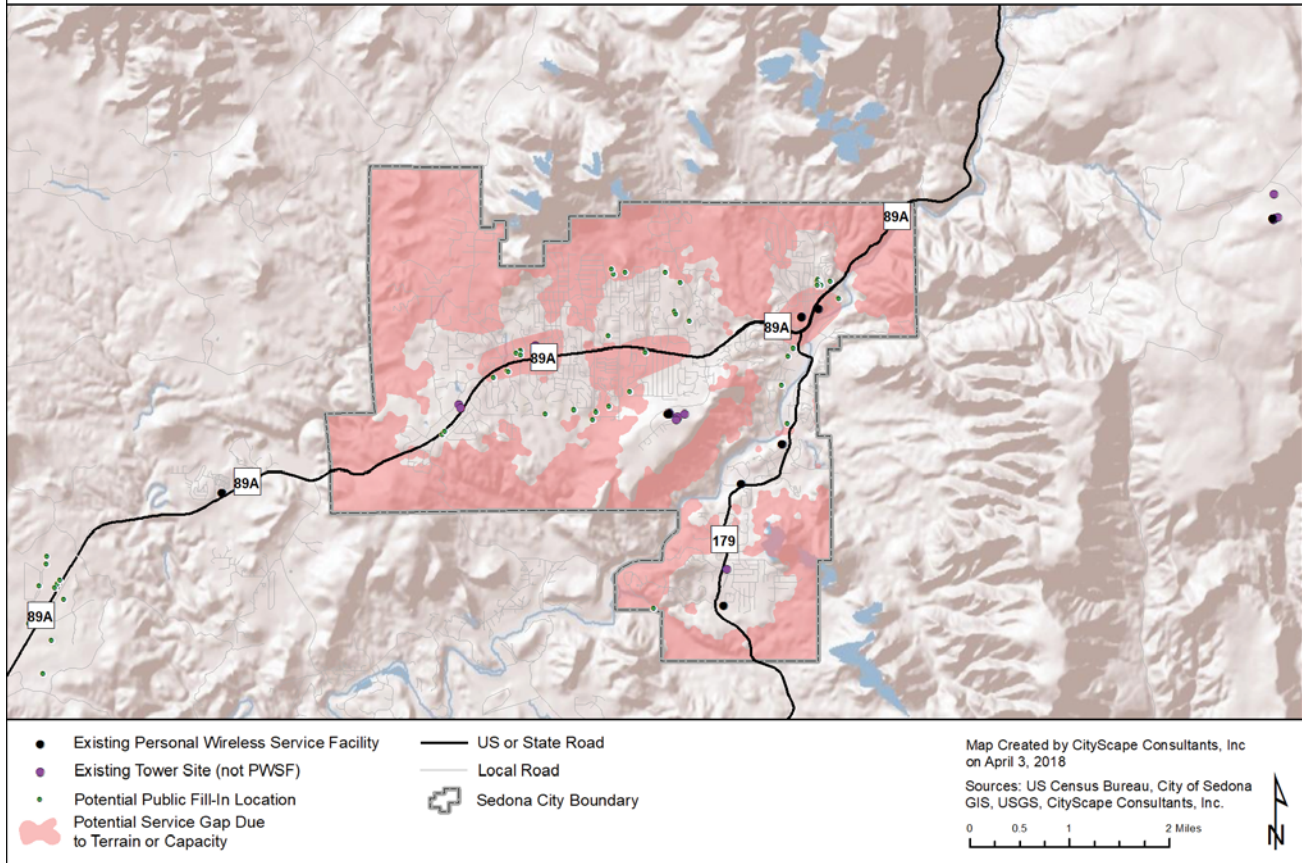 89A
89A
89A
89A
179
89A
Existing Personal Wireless Service Facility
Existing Tower Site (not PWSF)
Potential Public Fill-In Location
Potential Service Gap Due
to Terrain or Capacity
US or State Road
Local Road
Sedona City Boundary
Map Created by CityScape Consultants, Inc
on April 3, 2018
Sources: US Census Bureau, City of Sedona
GIS, USGS, CityScape Consultants, Inc.
0 0.5 1 2 Miles
N